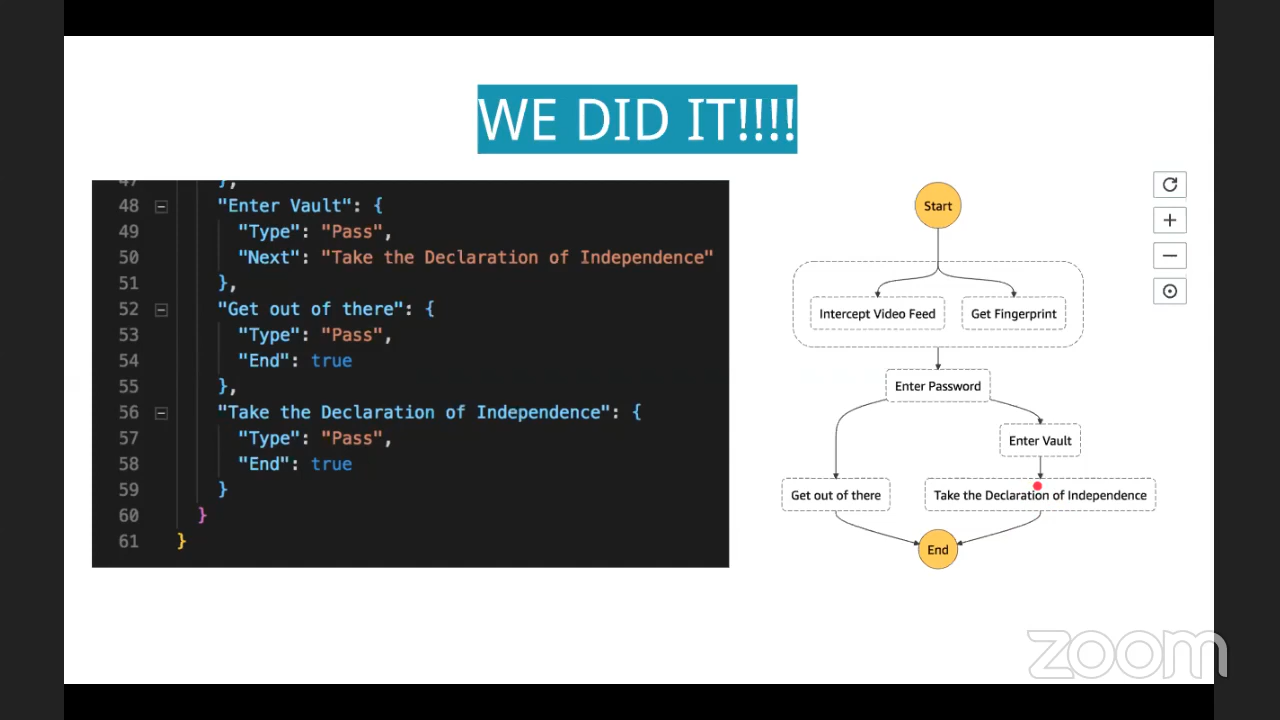 WE DID IT!!!!
47 },
48 "Enter Vault": {
49 "Type": "Pass",
50 "Next": "Take the Declaration of Independence"
51 },
52 "Get out of there": {
53 "Type": "Pass",
54 "End": true
55 },
56 "Take the Declaration of Independence": {
57 "Type": "Pass",
58 "End": true
59 }
60 }
61 }
Start
Intercept Video Feed
Get Fingerprint
Enter Password
Enter Vault
Get out of there
Take the Declaration of Independence
End
zoom